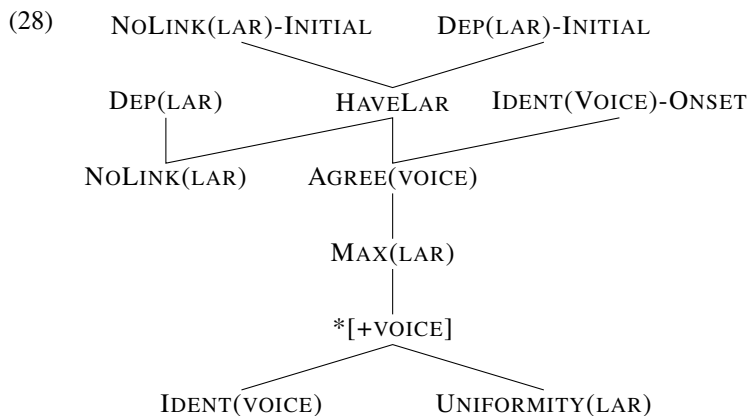 (28) NOLINK(LAR)-INITIAL DEP(LAR)-INITIAL
DEP(LAR) HAVELAR IDENT(VOICE)-ONSET
NOLINK(LAR) AGREE(VOICE)
MAX(LAR)
*[+VOICE]
IDENT(VOICE) UNIFORMITY(LAR)